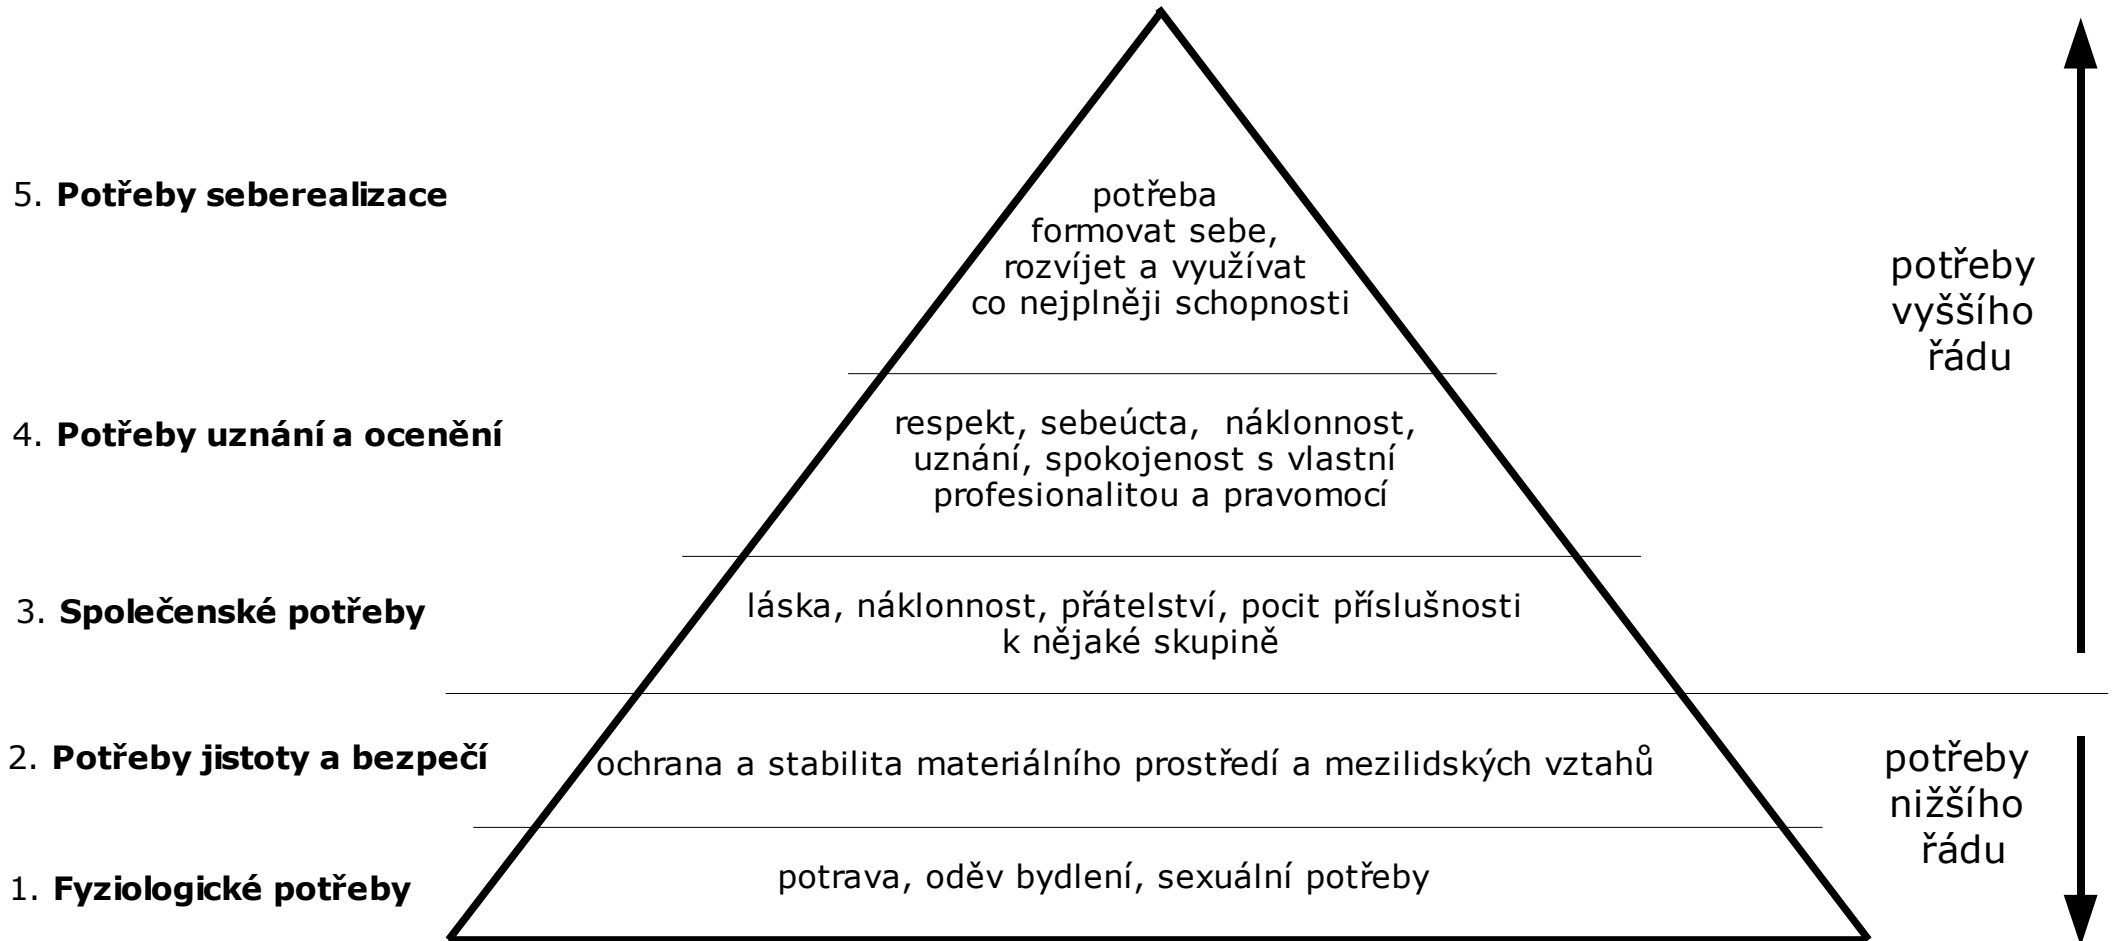 5. Potřeby seberealizace
potřeba
formovat sebe,
rozvíjet a využívat
co nejplněji schopnosti
potřeby
vyššího
řádu
4. Potřeby uznání a ocenění
respekt, sebeúcta,  náklonnost,
uznání, spokojenost s vlastní
profesionalitou a pravomocí
3. Společenské potřeby
láska, náklonnost, přátelství, pocit příslušnosti
k nějaké skupině
2. Potřeby jistoty a bezpečí
ochrana a stabilita materiálního prostředí a mezilidských vztahů
potřeby
nižšího
řádu
1. Fyziologické potřeby
potrava, oděv bydlení, sexuální potřeby